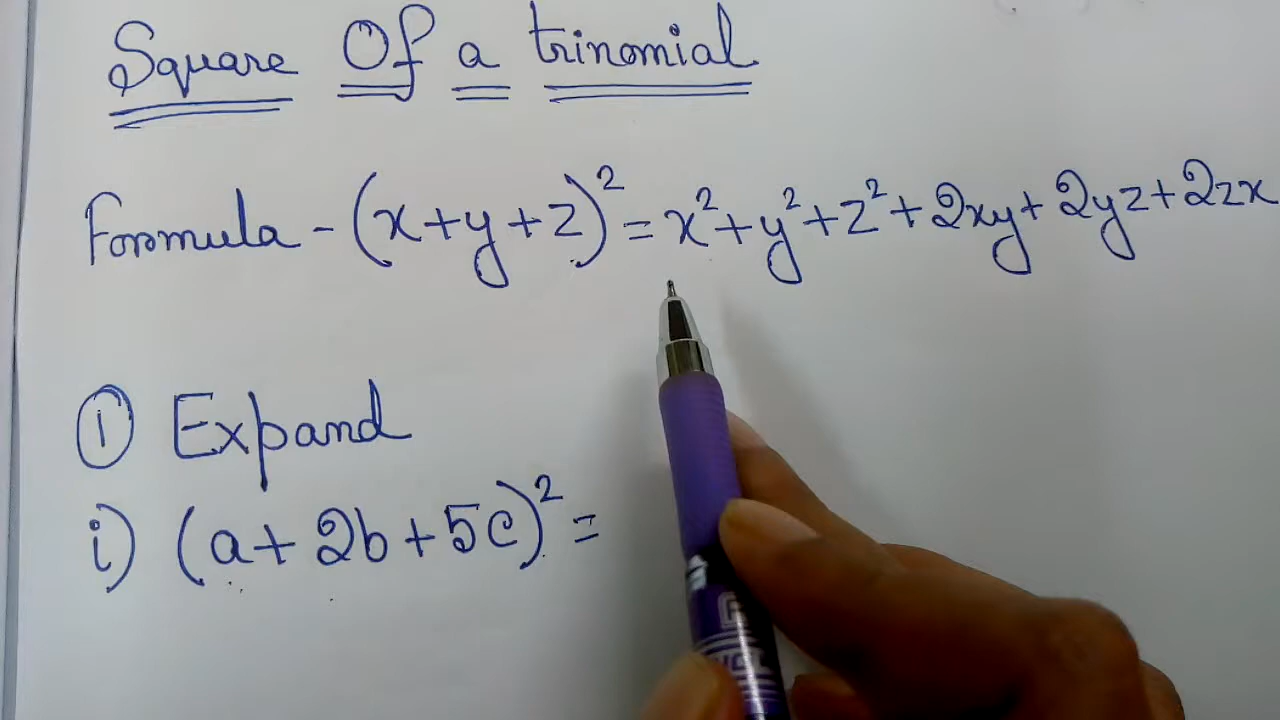 Square Of a trinomial
Formula - (x+y+z)² = x²+y²+z²+2xy+2yz+2zx
① Expand
i) (a+2b+5c)² =